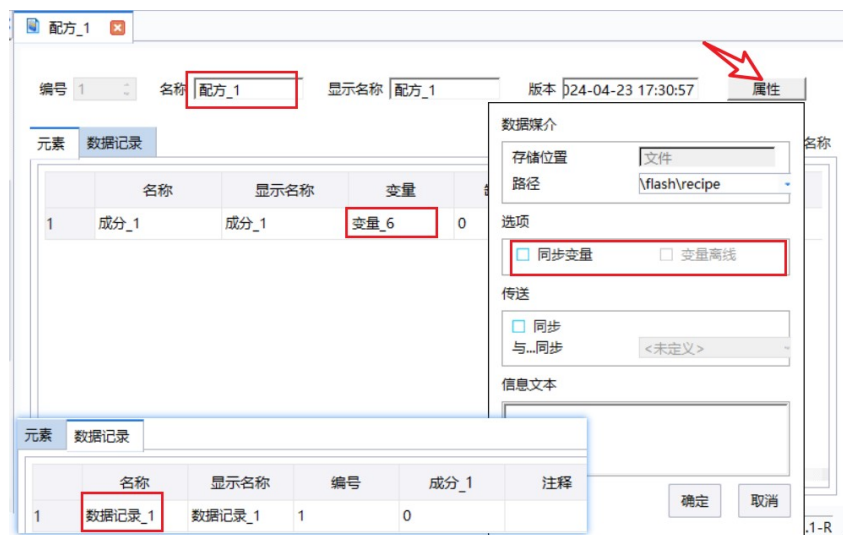 配方_1
编号 1 名称 配方_1 显示名称 配方_1 版本 024-04-23 17:30:57 属性
元素 数据记录 名称
名称 显示名称 变量
1 成分_1 成分_1 变量_6 0
数据媒介
存储位置 文件
路径 \flash\recipe
选项
同步变量 变量离线
传送
同步
与...同步 <未定义>
信息文本
确定 取消
元素 数据记录
名称 显示名称 编号 成分_1 注释
1 数据记录_1 数据记录_1 1 0
.1-R